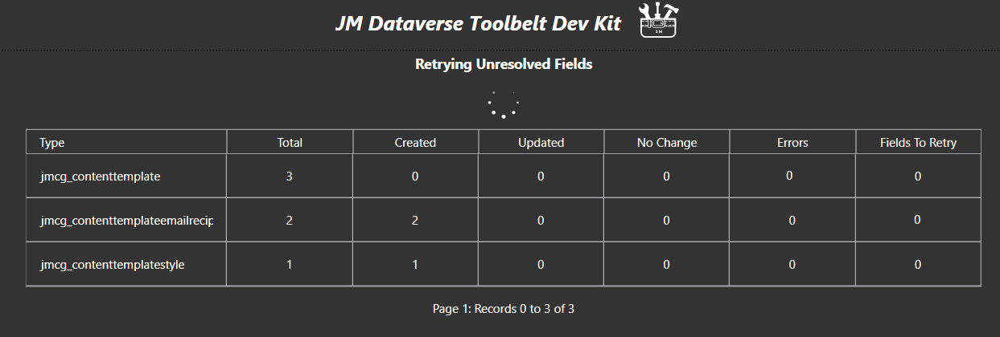 JM Dataverse Toolbelt Dev Kit
JM
Retrying Unresolved Fields
Type Total Created Updated No Change Errors Fields To Retry
jmcg_contenttemplate 3 0 0 0 0 0
jmcg_contenttemplateemailrecip 2 2 0 0 0 0
jmcg_contenttemplatestyle 1 1 0 0 0 0
Page 1: Records 0 to 3 of 3